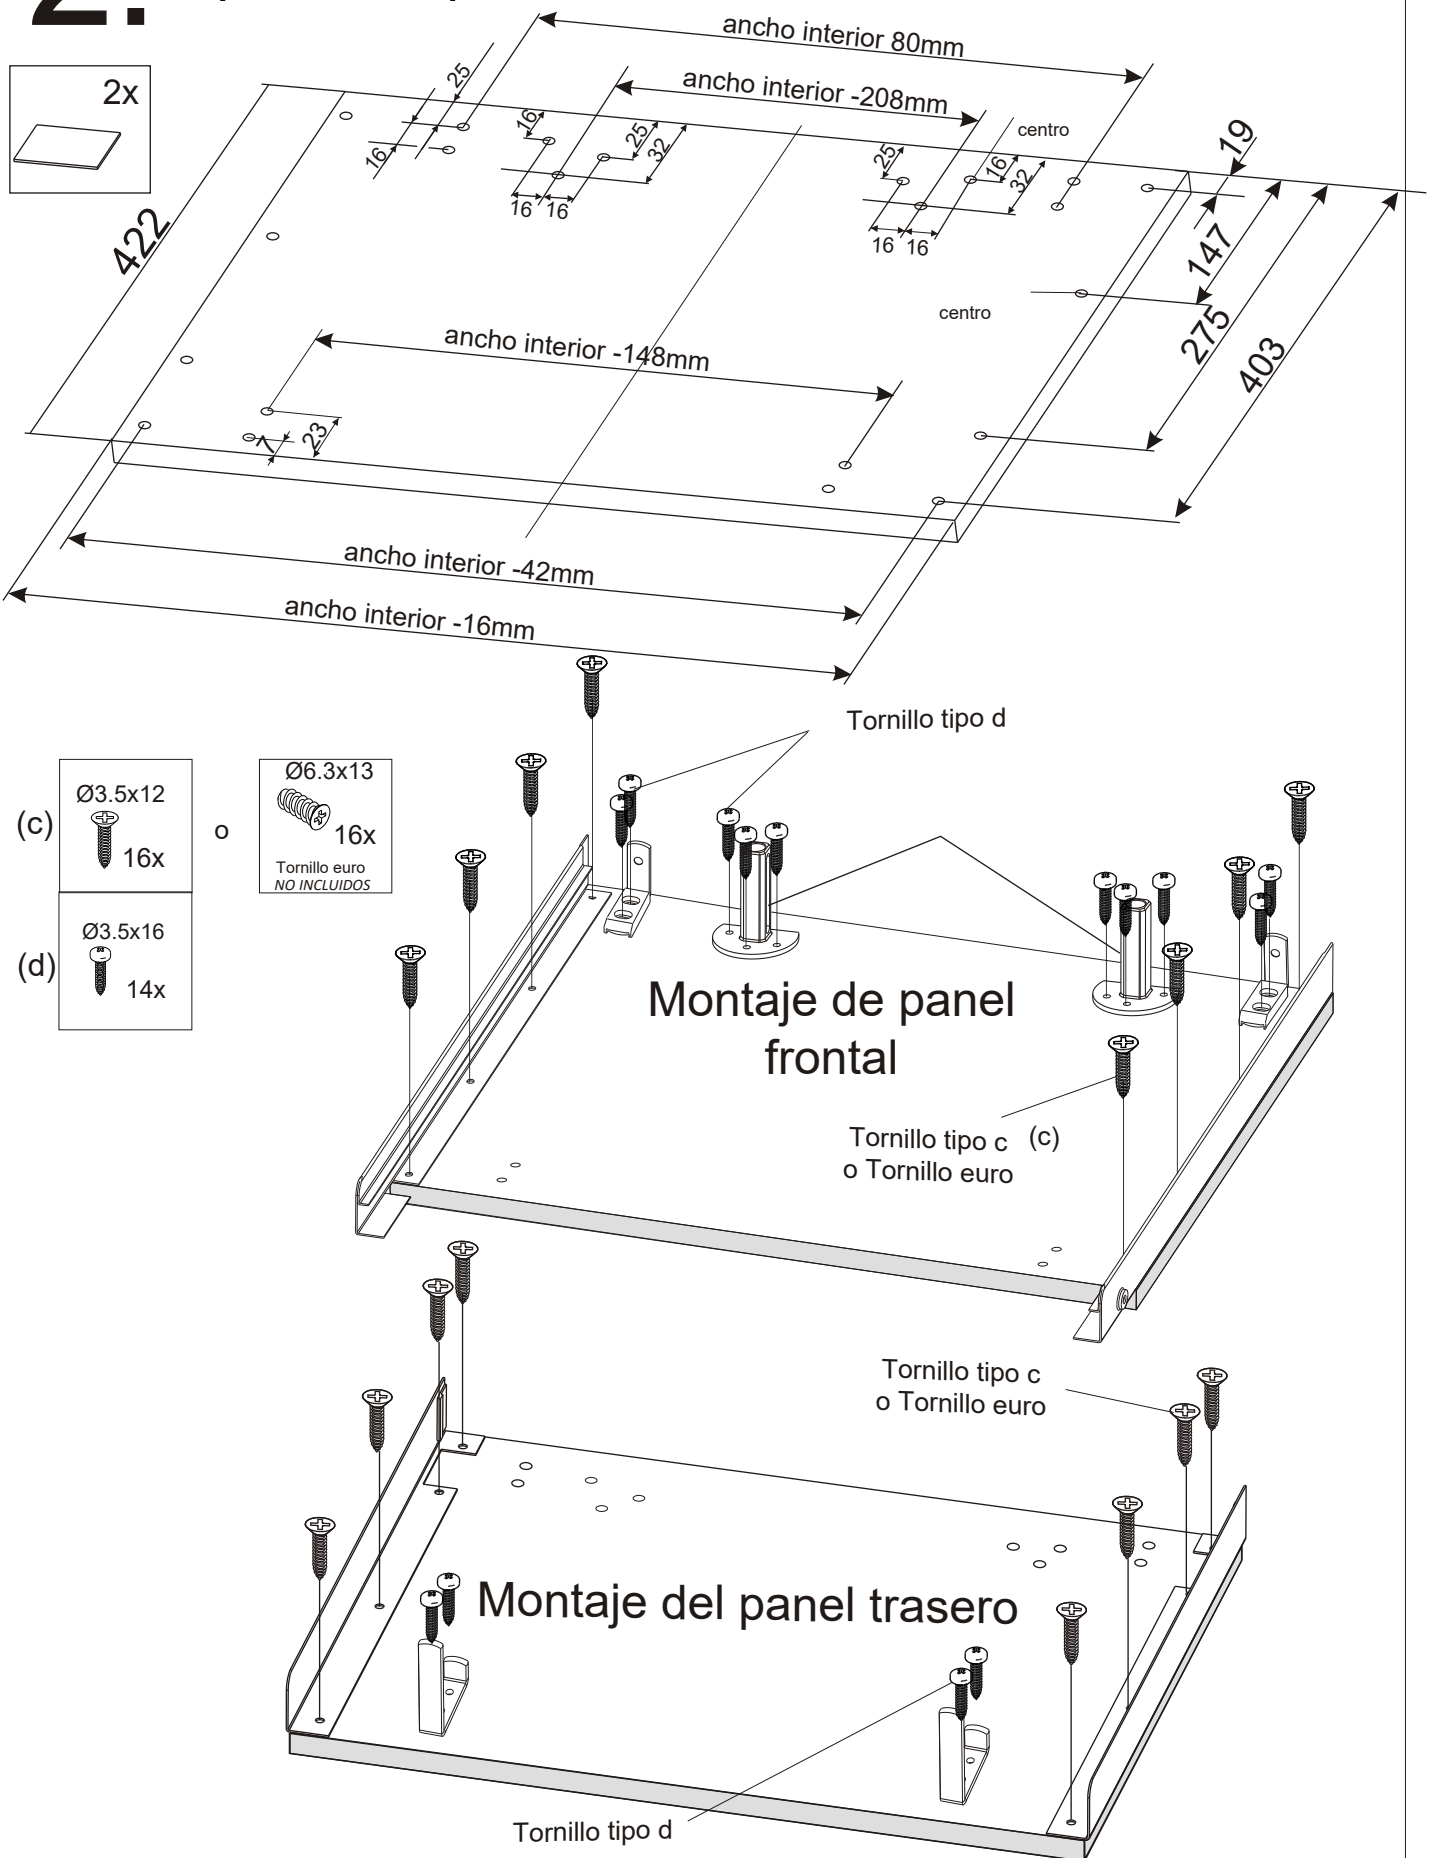 2.
ancho interior 80mm
2x
25
ancho interior -208mm
16
25
32
16
centro
25
16
32
19
16
16
16
16
422
147
centro
275
ancho interior -148mm
403
7
23
ancho interior -42mm
ancho interior -16mm
Tornillo tipo d
(c)
Ø3.5x12
16x
o
Ø6.3x13
16x
Tornillo euro
NO INCLUIDOS
(d)
Ø3.5x16
14x
Montaje de panel
frontal
Tornillo tipo c (c)
o Tornillo euro
Tornillo tipo c
o Tornillo euro
Montaje del panel trasero
Tornillo tipo d